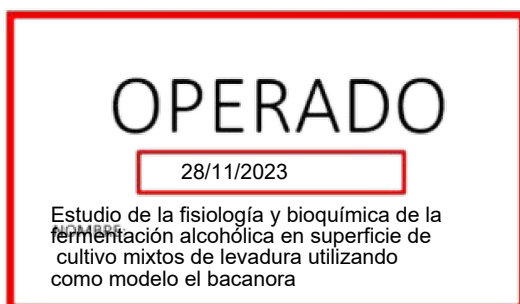 OPERADO
28/11/2023
Estudio de la fisiología y bioquímica de la
NOMBRE:
fermentación alcohólica en superficie de
cultivo mixtos de levadura utilizando
como modelo el bacanora